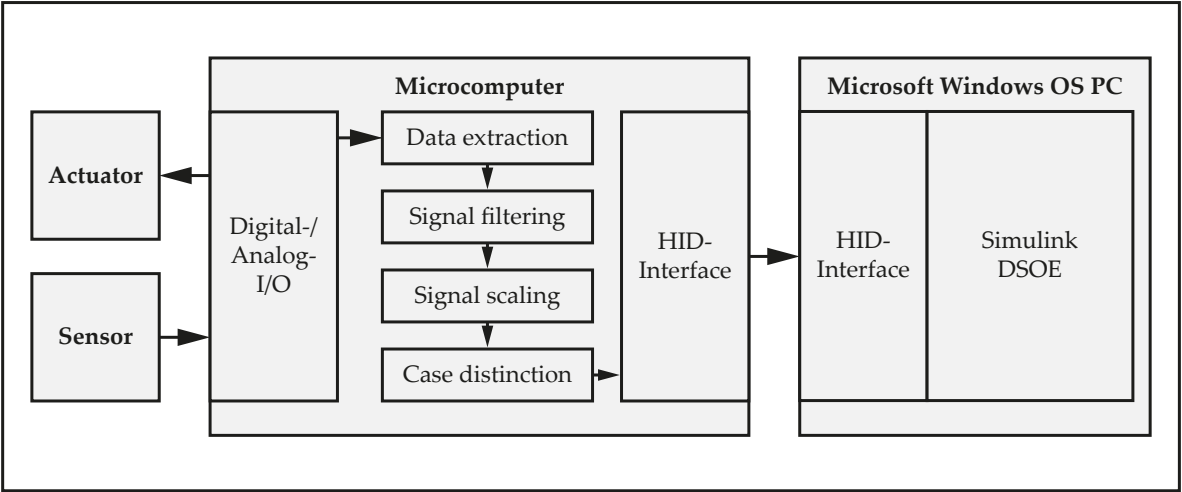 Microcomputer
Microsoft Windows OS PC
Actuator
Sensor
Digital-/
Analog-
I/O
Data extraction
Signal filtering
Signal scaling
Case distinction
HID-
Interface
HID-
Interface
Simulink
DSOE